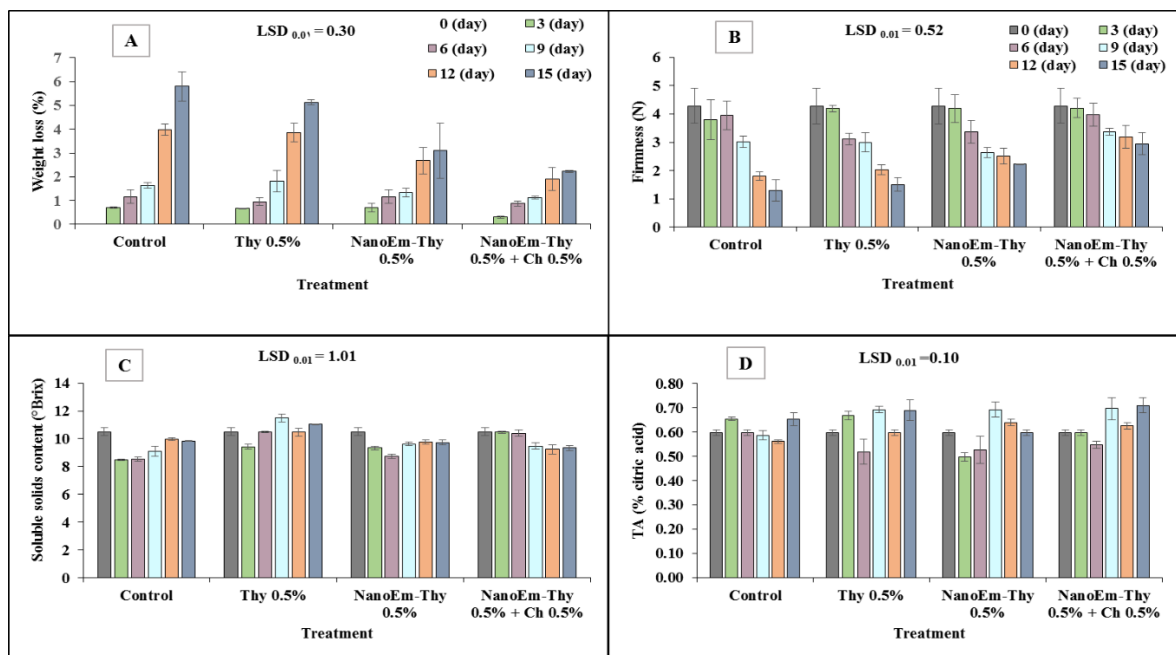 A
LSD 0.01 = 0.30
0 (day)
3 (day)
6 (day)
9 (day)
12 (day)
15 (day)
Weight loss (%)
7
6
5
4
3
2
1
0
Control
Thy 0.5%
NanoEm-Thy
0.5%
NanoEm-Thy
0.5% + Ch 0.5%
Treatment
B
LSD 0.01 = 0.52
0 (day)
3 (day)
6 (day)
9 (day)
12 (day)
15 (day)
Firmness (N)
6
5
4
3
2
1
0
Control
Thy 0.5%
NanoEm-Thy
0.5%
NanoEm-Thy
0.5% + Ch 0.5%
Treatment
C
LSD 0.01 = 1.01
Soluble solids content (°Brix)
14
12
10
8
6
4
2
0
Control
Thy 0.5%
NanoEm-Thy
0.5%
NanoEm-Thy
0.5% + Ch 0.5%
Treatment
D
LSD 0.01 =0.10
TA (% citric acid)
0.80
0.70
0.60
0.50
0.40
0.30
0.20
0.10
0.00
Control
Thy 0.5%
NanoEm-Thy
0.5%
NanoEm-Thy
0.5% + Ch 0.5%
Treatment